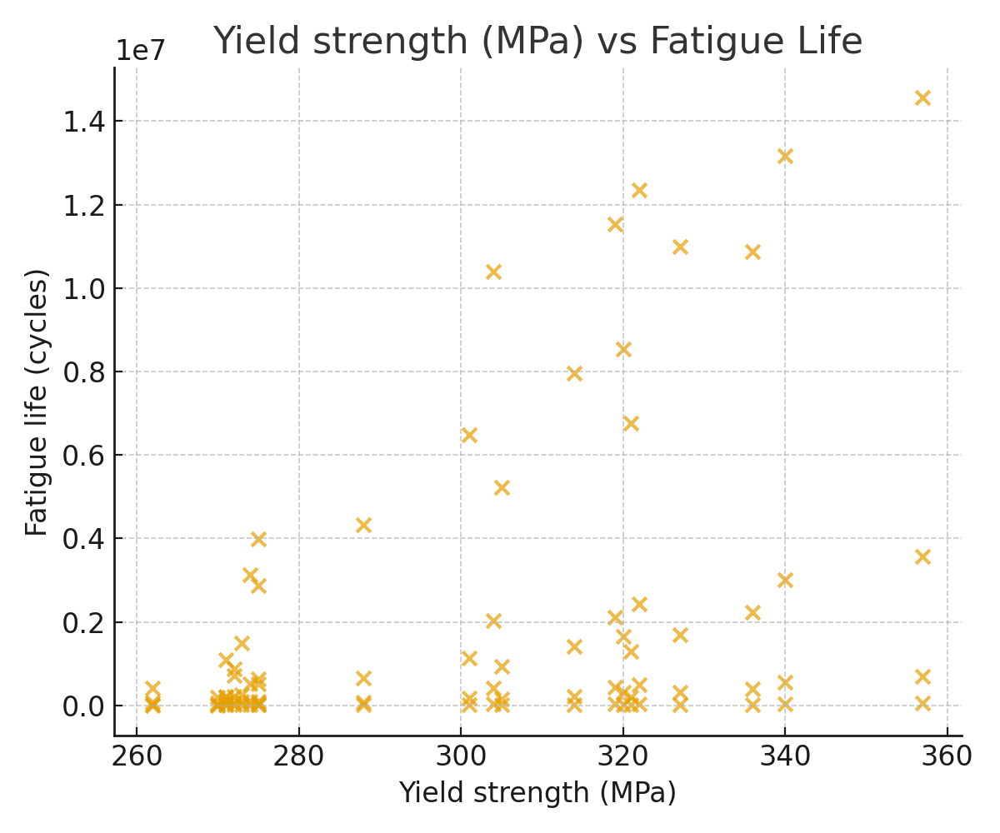 Yield strength (MPa) vs Fatigue Life
1e7
1.4
1.2
1.0
0.8
0.6
0.4
0.2
0.0
Fatigue life (cycles)
260 280 300 320 340 360
Yield strength (MPa)